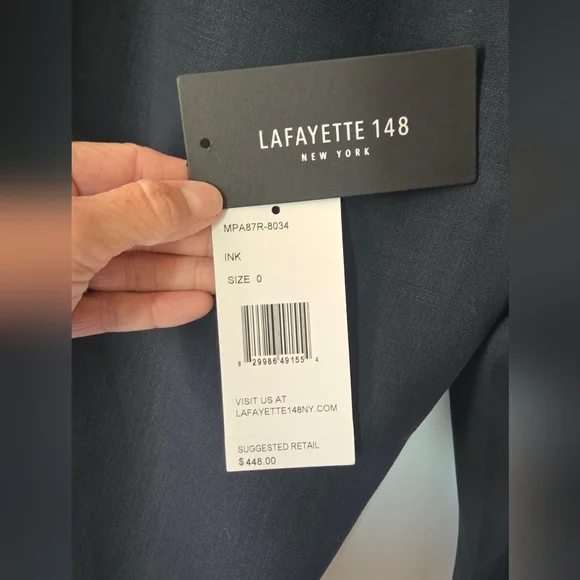 LAFAYETTE 148
NEW YORK
MPA87R-8034
INK
SIZE 0
8 29986 49155 4
VISIT US AT
LAFAYETTE148NY.COM
SUGGESTED RETAIL
$448.00